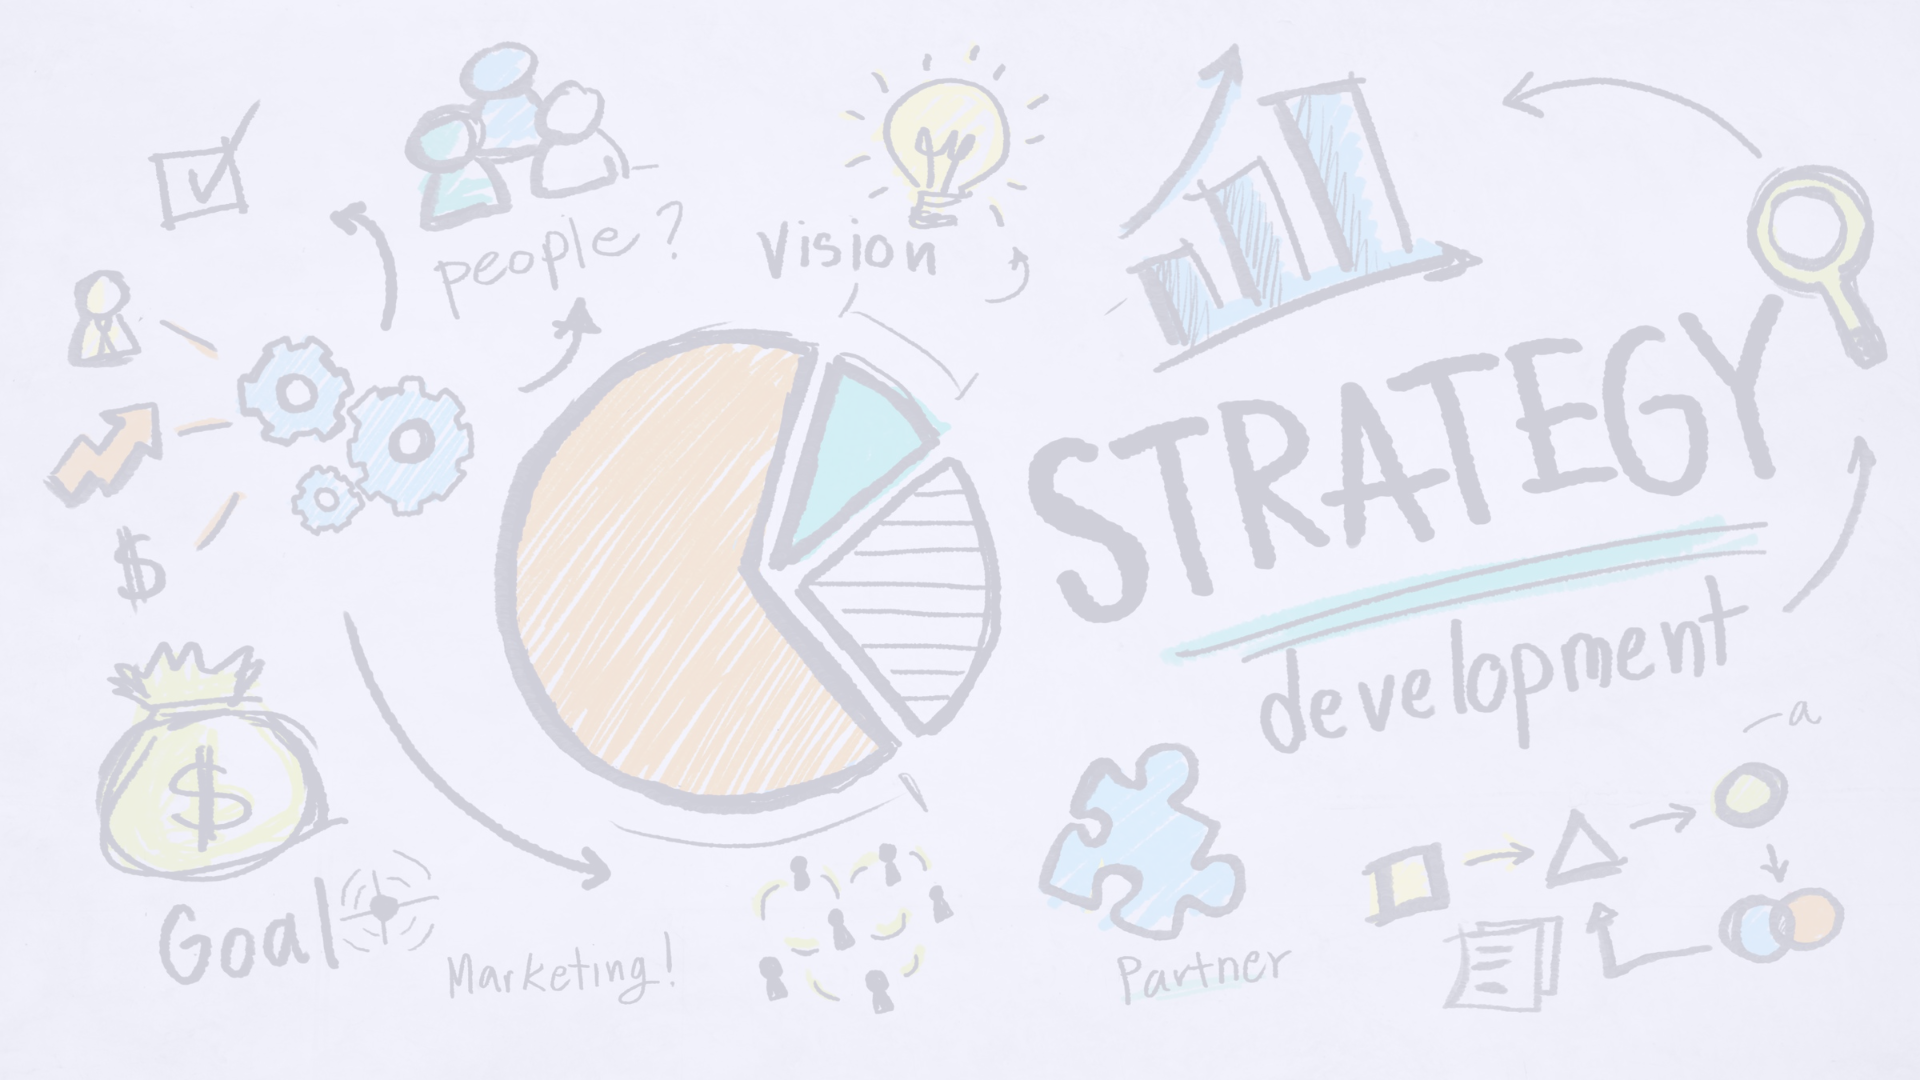 people?
Vision
STRATEGY
development
$
$
a
Goal
Marketing!
Partner